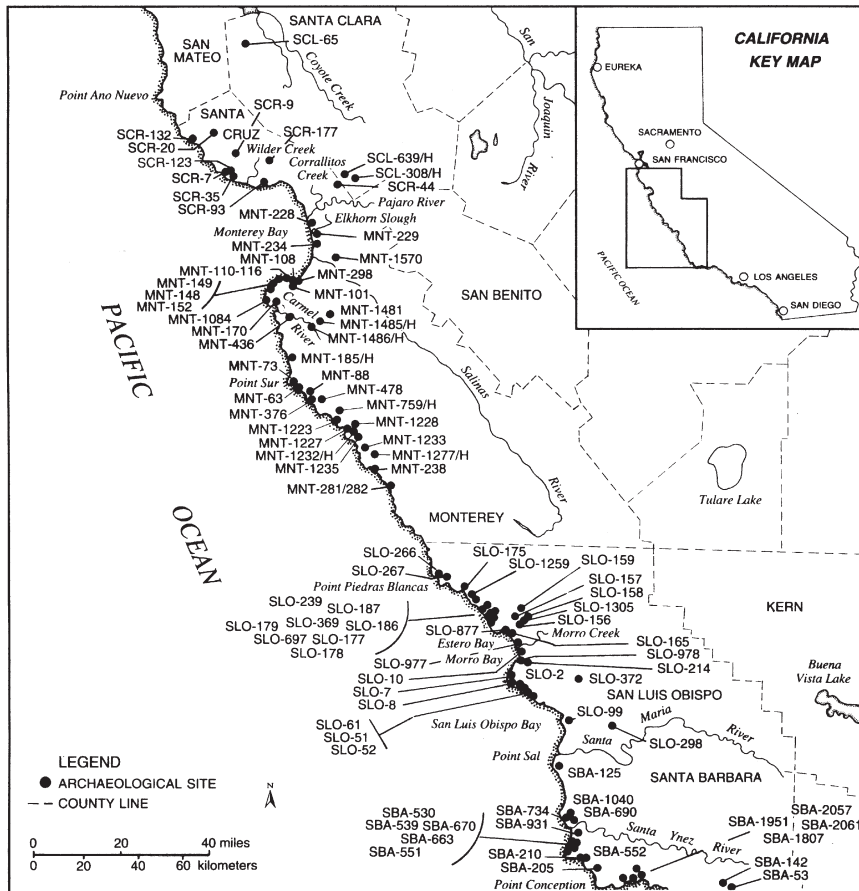 SANTA CLARA
SCL-65
SAN
MATEO
Coyote Creek
San
Joaquin
River
Point Ano Nuevo
SCR-9
SANTA
CRUZ
SCR-132
SCR-20
SCR-177
Wilder Creek
Corrallitos
Creek
SCR-123
SCR-7
SCL-639/H
SCL-308/H
SCR-44
SCR-35
SCR-93
Pajaro River
MNT-228
Elkhorn Slough
Monterey Bay
MNT-229
MNT-234
MNT-108
MNT-1570
MNT-110-116
MNT-298
MNT-149
MNT-148
MNT-101
MNT-152
SAN BENITO
Carmel
River
MNT-1084
MNT-1481
MNT-170
MNT-1485/H
MNT-436
MNT-1486/H
MNT-185/H
MNT-73
MNT-88
Point Sur
MNT-478
MNT-63
MNT-759/H
MNT-376
MNT-1228
MNT-1223
MNT-1233
MNT-1227
MNT-1277/H
MNT-1232/H
MNT-1235
MNT-238
MNT-281/282
Salinas
River
PACIFIC
OCEAN
MONTEREY
Tulare Lake
SLO-266
SLO-175
SLO-1259
SLO-159
SLO-267
SLO-157
Point Piedras Blancas
SLO-158
SLO-239
SLO-187
SLO-1305
SLO-179 SLO-369 SLO-186
SLO-156
SLO-697 SLO-177
SLO-178
SLO-877
Morro Creek
SLO-165
Estero Bay
SLO-978
Morro Bay
SLO-977
SLO-214
SLO-10
SLO-2
SLO-372
SLO-7
SLO-8
SAN LUIS OBISPO
KERN
Buena
Vista Lake
SLO-61
SLO-51
SLO-52
San Luis Obispo Bay
SLO-99
Santa
Maria
River
SLO-298
Point Sal
SBA-125
SANTA BARBARA
SBA-1040
SBA-734
SBA-690
SBA-530
SBA-539 SBA-670
SBA-931
SBA-663
SBA-551
Santa
Ynez
River
SBA-1951
SBA-2057
SBA-2061
SBA-1807
SBA-210
SBA-552
SBA-142
SBA-205
SBA-53
Point Conception
LEGEND
ARCHAEOLOGICAL SITE
COUNTY LINE
N
0 20 40 miles
0 20 40 60 kilometers
CALIFORNIA
KEY MAP
EUREKA
SACRAMENTO
SAN FRANCISCO
PACIFIC OCEAN
LOS ANGELES
SAN DIEGO